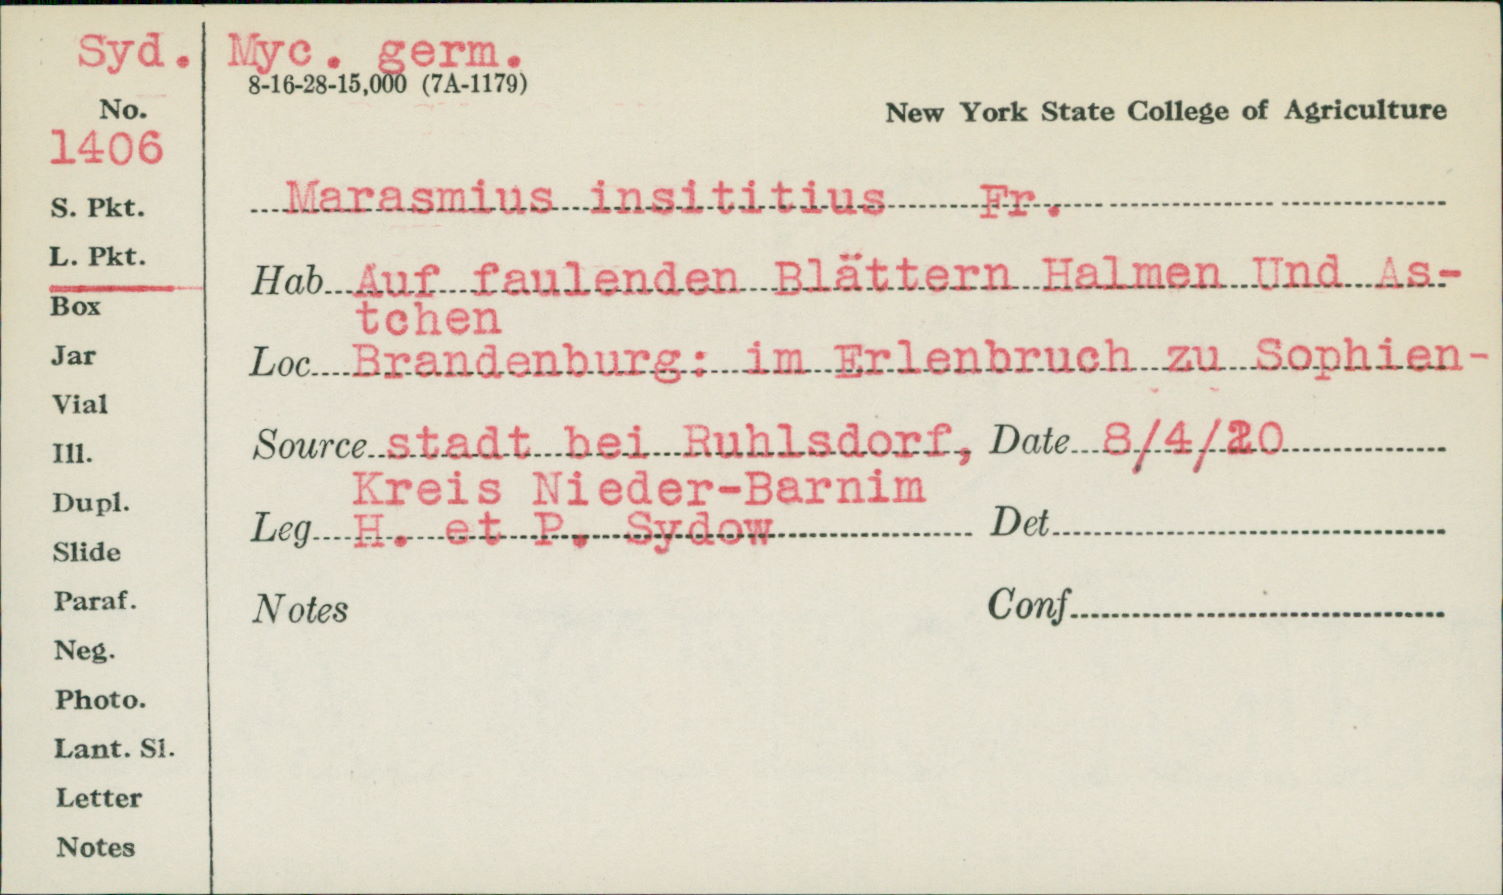 Syd. Myc. germ.
8-16-28-15,000 (7A-1179)
No.
New York State College of Agriculture
1406
Marasmius insititius Fr.
S. Pkt.
L. Pkt.
Hab. Auf faulenden Blättern Halmen Und As-
tchen
Box
Jar
Loc. Brandenburg: im Erlenbruch zu Sophien-
Vial
Ill.
Source stadt bei Ruhlsdorf, Date 8/4/20
Kreis Nieder-Barnim
Dupl.
Leg. H. et P. Sydow Det.
Slide
Paraf.
Notes Conf.
Neg.
Photo.
Lant. Sl.
Letter
Notes